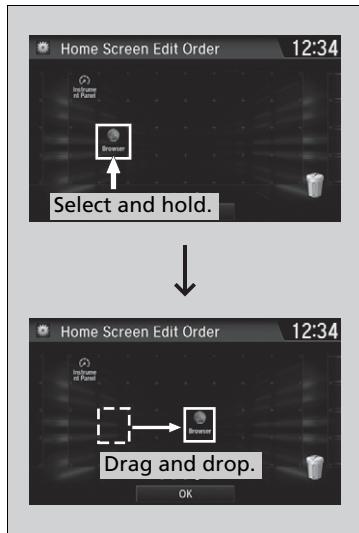 Home Screen Edit Order 12:34
Instrume
nt Panel
Browser
Select and hold.
Home Screen Edit Order 12:34
Instrume
nt Panel
Browser
Drag and drop.
OK